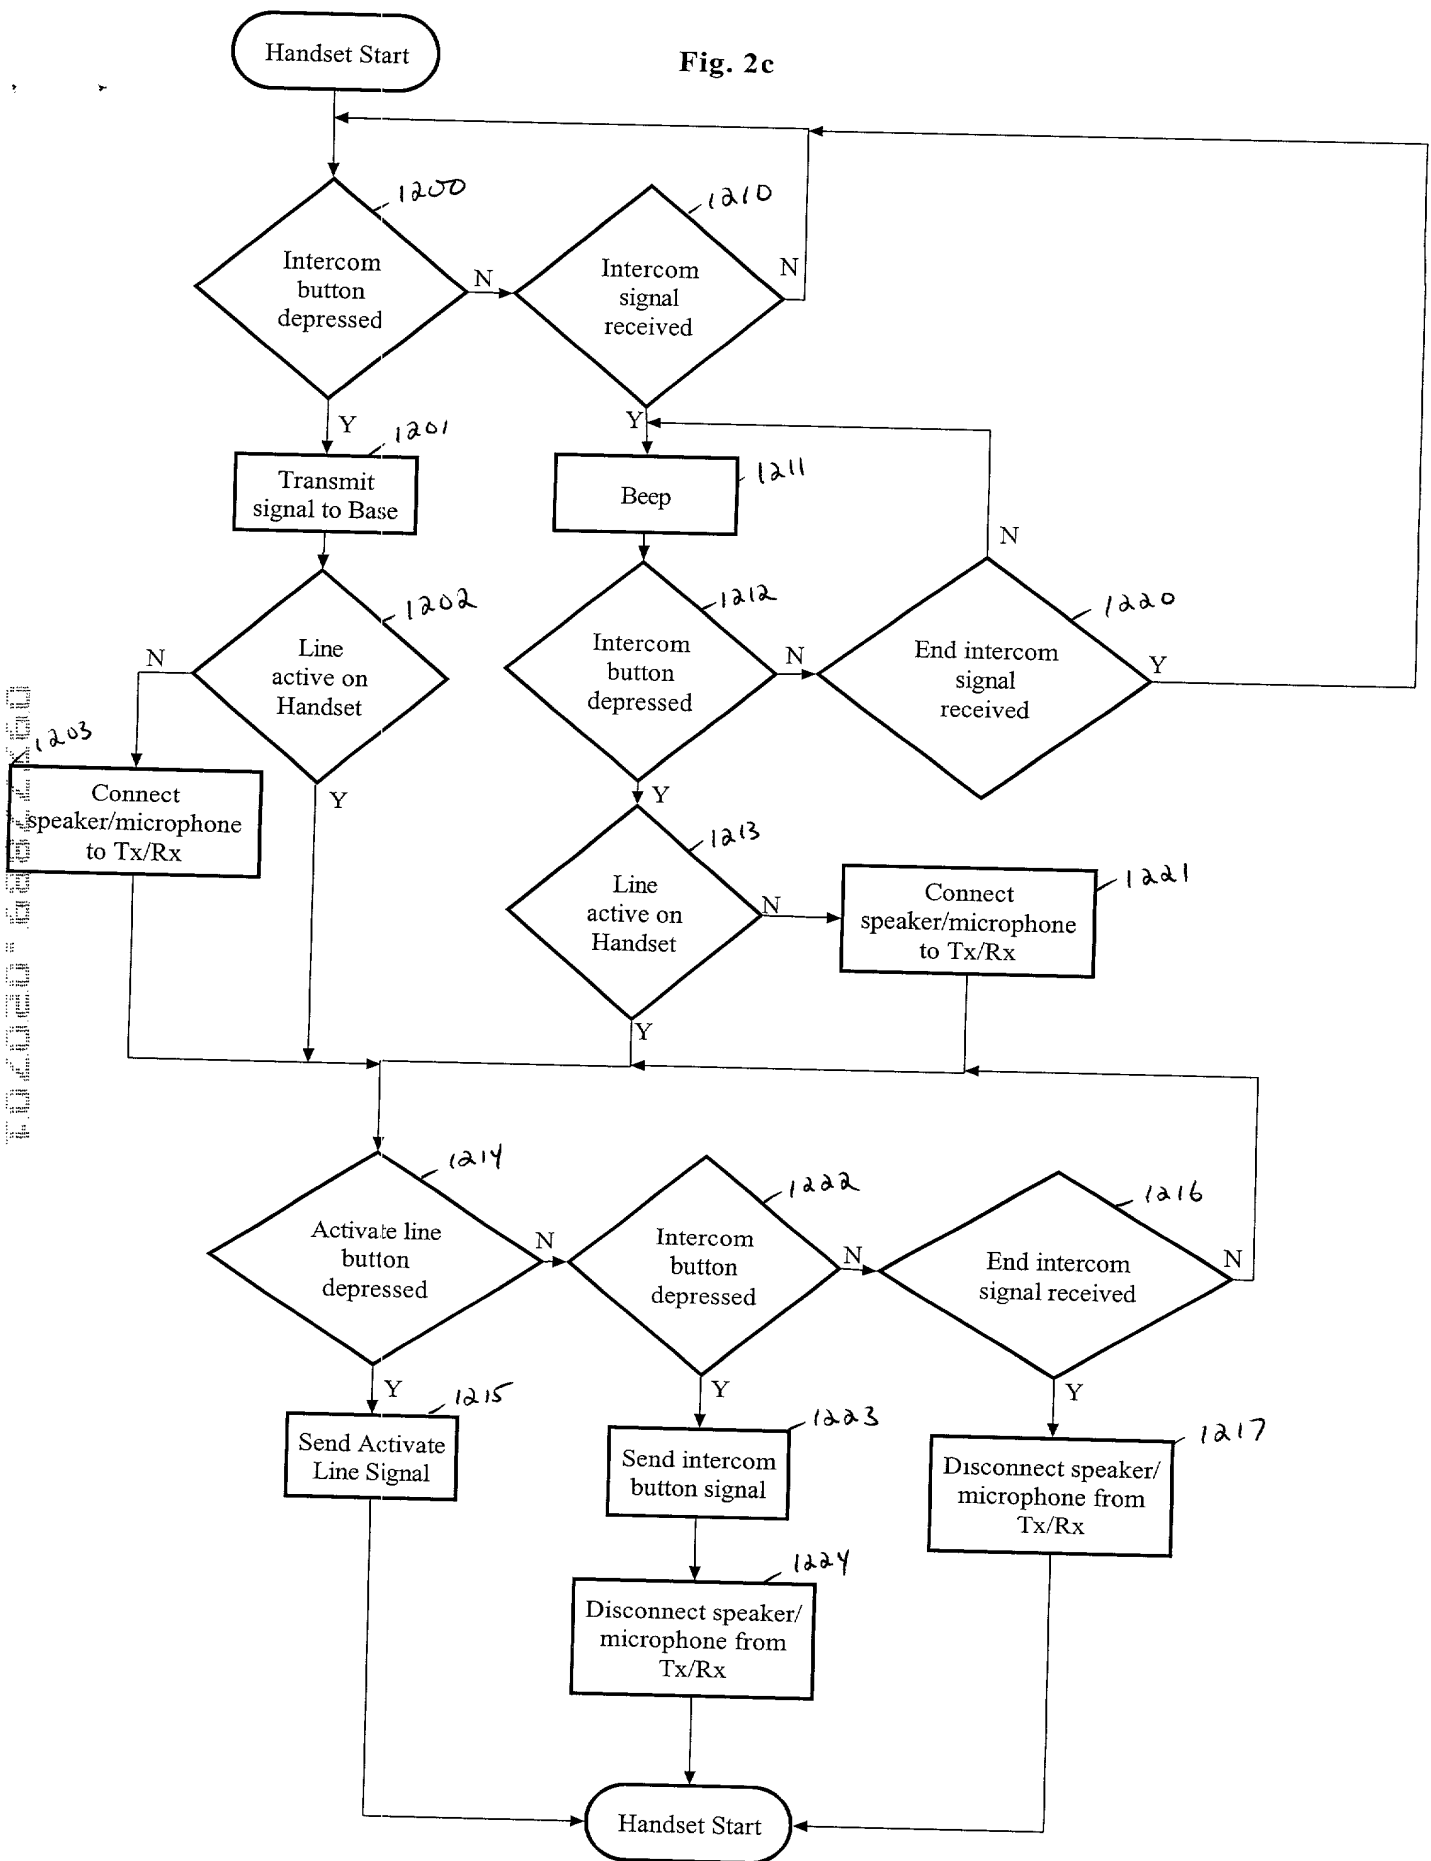 Handset Start
Fig. 2c
1200
1210
Intercom
button
depressed
N
Intercom
signal
received
N
Y
1201
Y
Transmit
signal to Base
Beep
1211
N
1202
1212
1220
N
Line
active on
Handset
Intercom
button
depressed
N
End intercom
signal
received
Y
1203
Y
Y
Connect
speaker/microphone
to Tx/Rx
1213
Line
active on
Handset
N
Connect
speaker/microphone
to Tx/Rx
1221
Y
1214
1222
1216
Activate line
button
depressed
N
Intercom
button
depressed
N
End intercom
signal received
N
Y
1215
Y
1223
Y
1217
Send Activate
Line Signal
Send intercom
button signal
Disconnect speaker/
microphone from
Tx/Rx
1224
Disconnect speaker/
microphone from
Tx/Rx
Handset Start